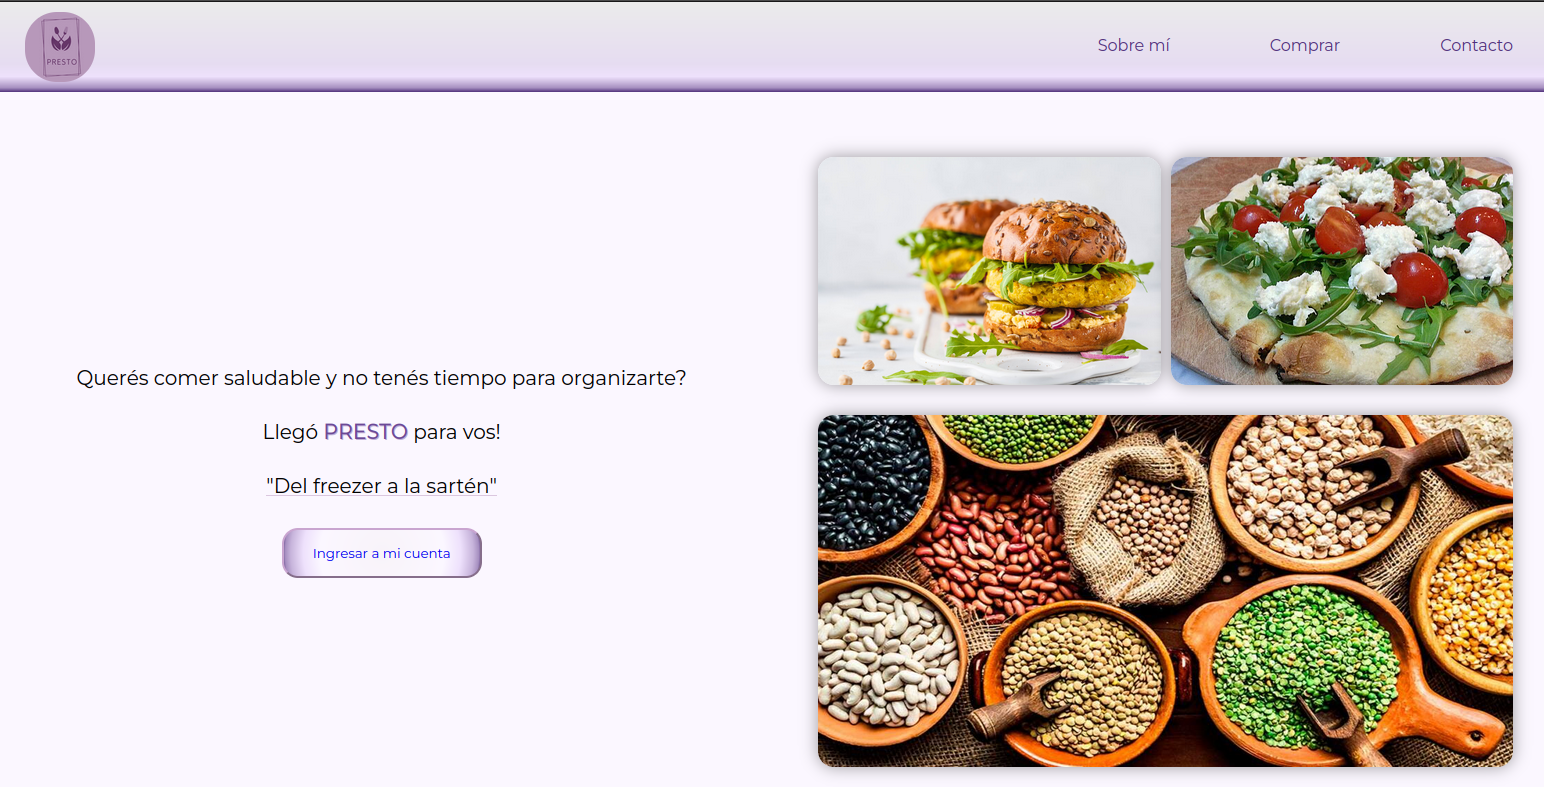 PRESTO
Sobre mí
Comprar
Contacto
Querés comer saludable y no tenés tiempo para organizarte?
Llegó PRESTO para vos!
"Del freezer a la sartén"
Ingresar a mi cuenta